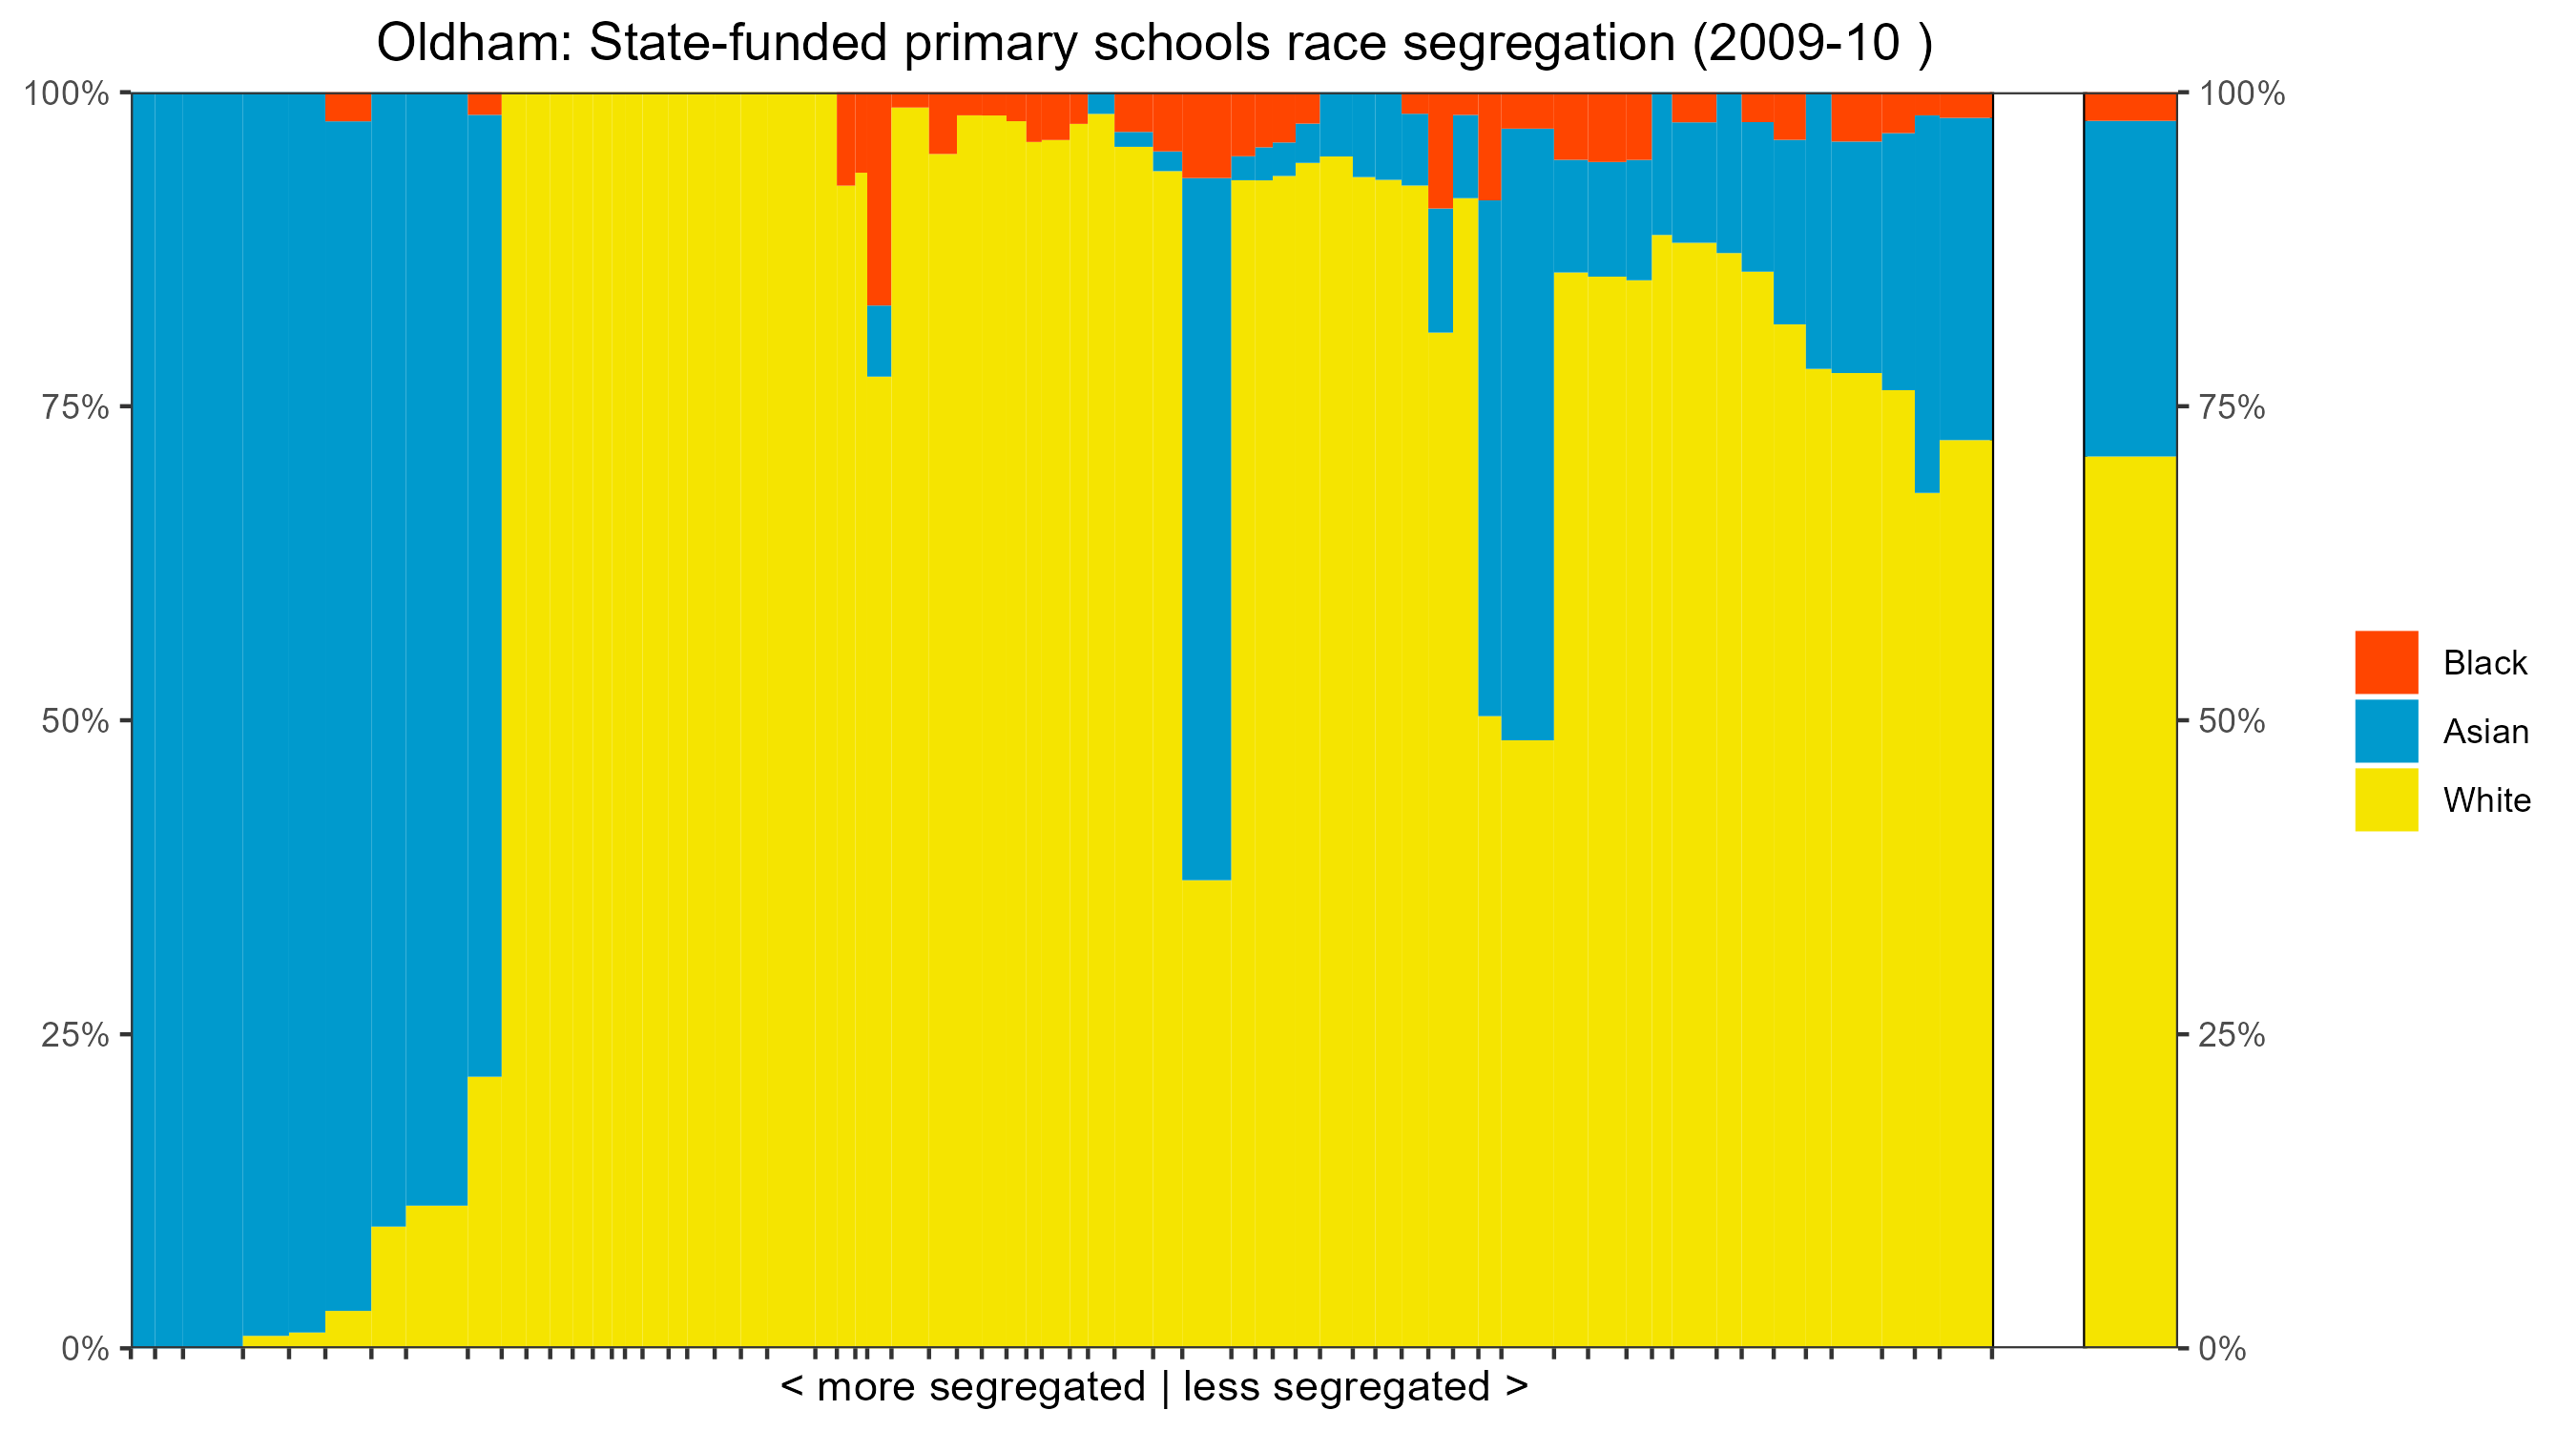 Oldham: State-funded primary schools race segregation (2009-10 )
100%
75%
50%
25%
0%
100%
75%
50%
25%
0%
Black
Asian
White
< more segregated | less segregated >